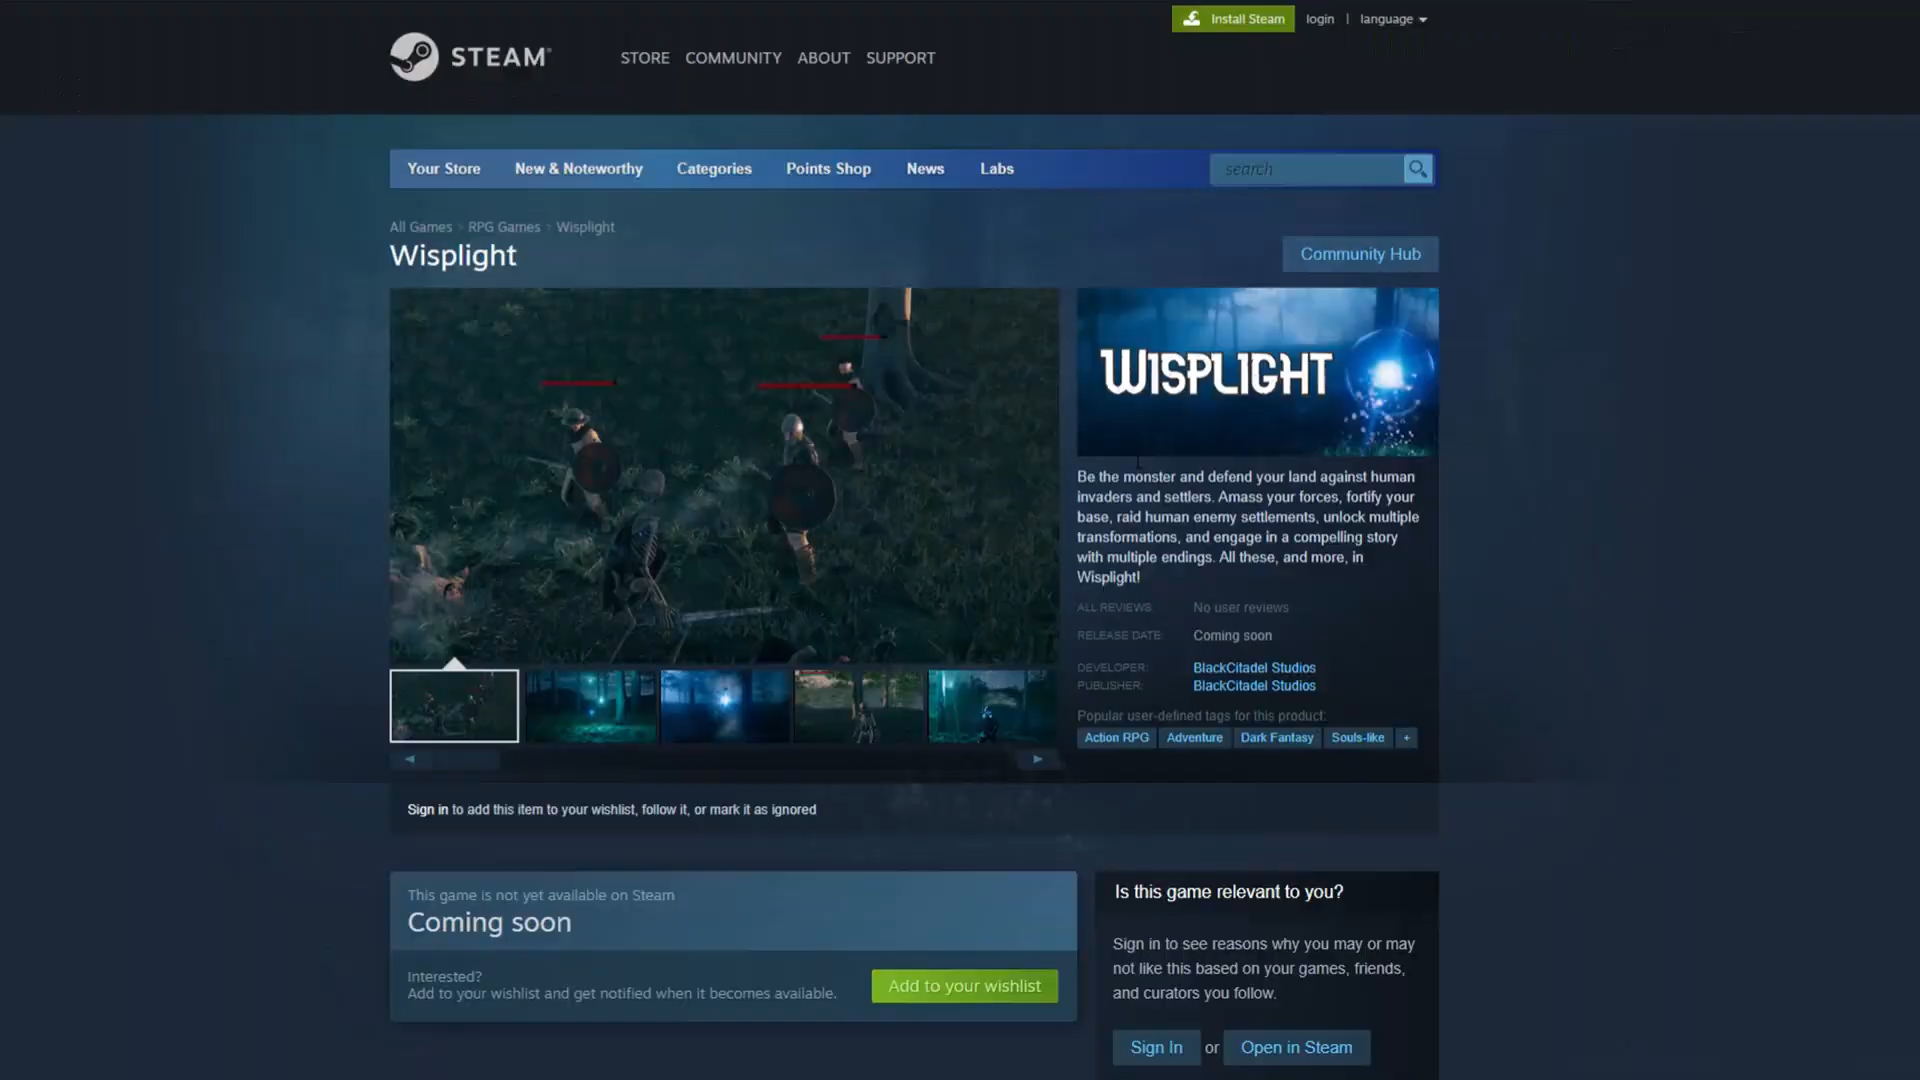 Install Steam login | language
STEAM®
STORE COMMUNITY ABOUT SUPPORT
Your Store New & Noteworthy Categories Points Shop News Labs search
All Games > RPG Games > Wisplight
Wisplight
Community Hub
WISPLIGHT
Be the monster and defend your land against human
invaders and settlers. Amass your forces, fortify your
base, raid human enemy settlements, unlock multiple
transformations, and engage in a compelling story
with multiple endings. All these, and more, in
Wisplight!
ALL REVIEWS: No user reviews
RELEASE DATE: Coming soon
DEVELOPER: BlackCitadel Studios
PUBLISHER: BlackCitadel Studios
Popular user-defined tags for this product:
Action RPG Adventure Dark Fantasy Souls-like +
Sign in to add this item to your wishlist, follow it, or mark it as ignored
This game is not yet available on Steam
Coming soon
Interested?
Add to your wishlist and get notified when it becomes available.
Add to your wishlist
Is this game relevant to you?
Sign in to see reasons why you may or may
not like this based on your games, friends,
and curators you follow.
Sign In or Open in Steam